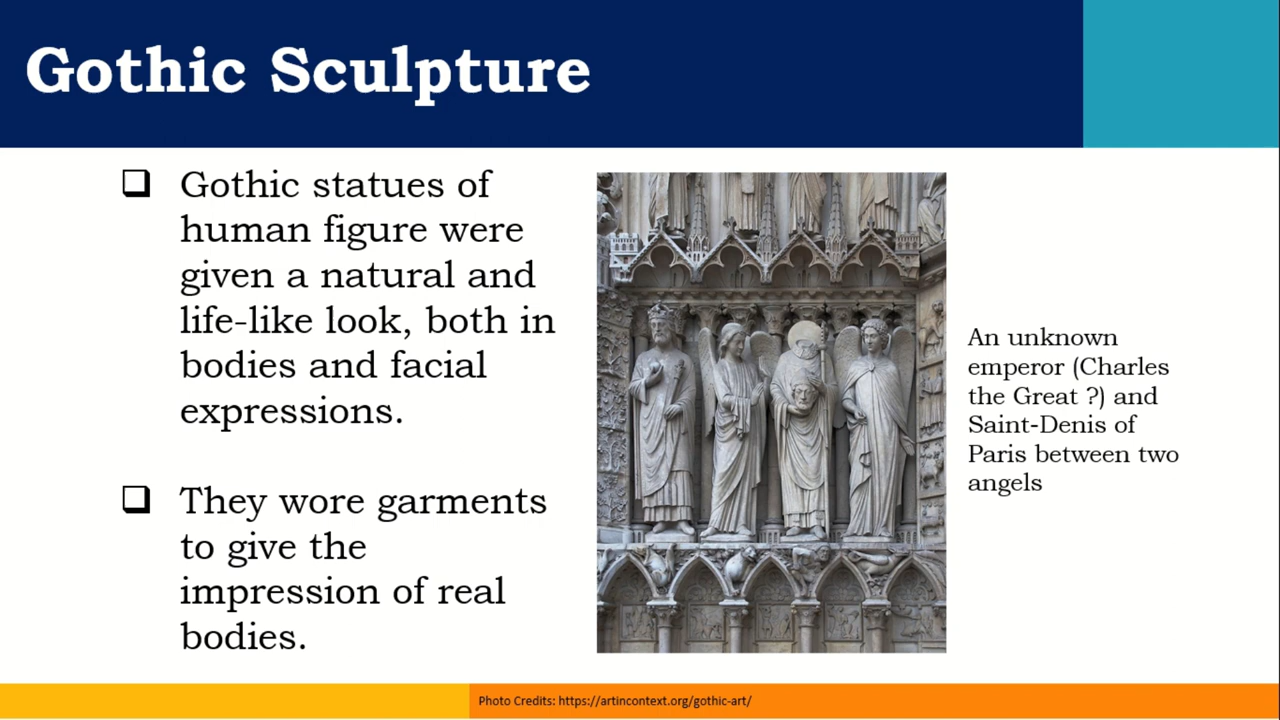 Gothic Sculpture
❑ Gothic statues of
human figure were
given a natural and
life-like look, both in
bodies and facial
expressions.
❑ They wore garments
to give the
impression of real
bodies.
An unknown
emperor (Charles
the Great ?) and
Saint-Denis of
Paris between two
angels
Photo Credits: https://artincontext.org/gothic-art/